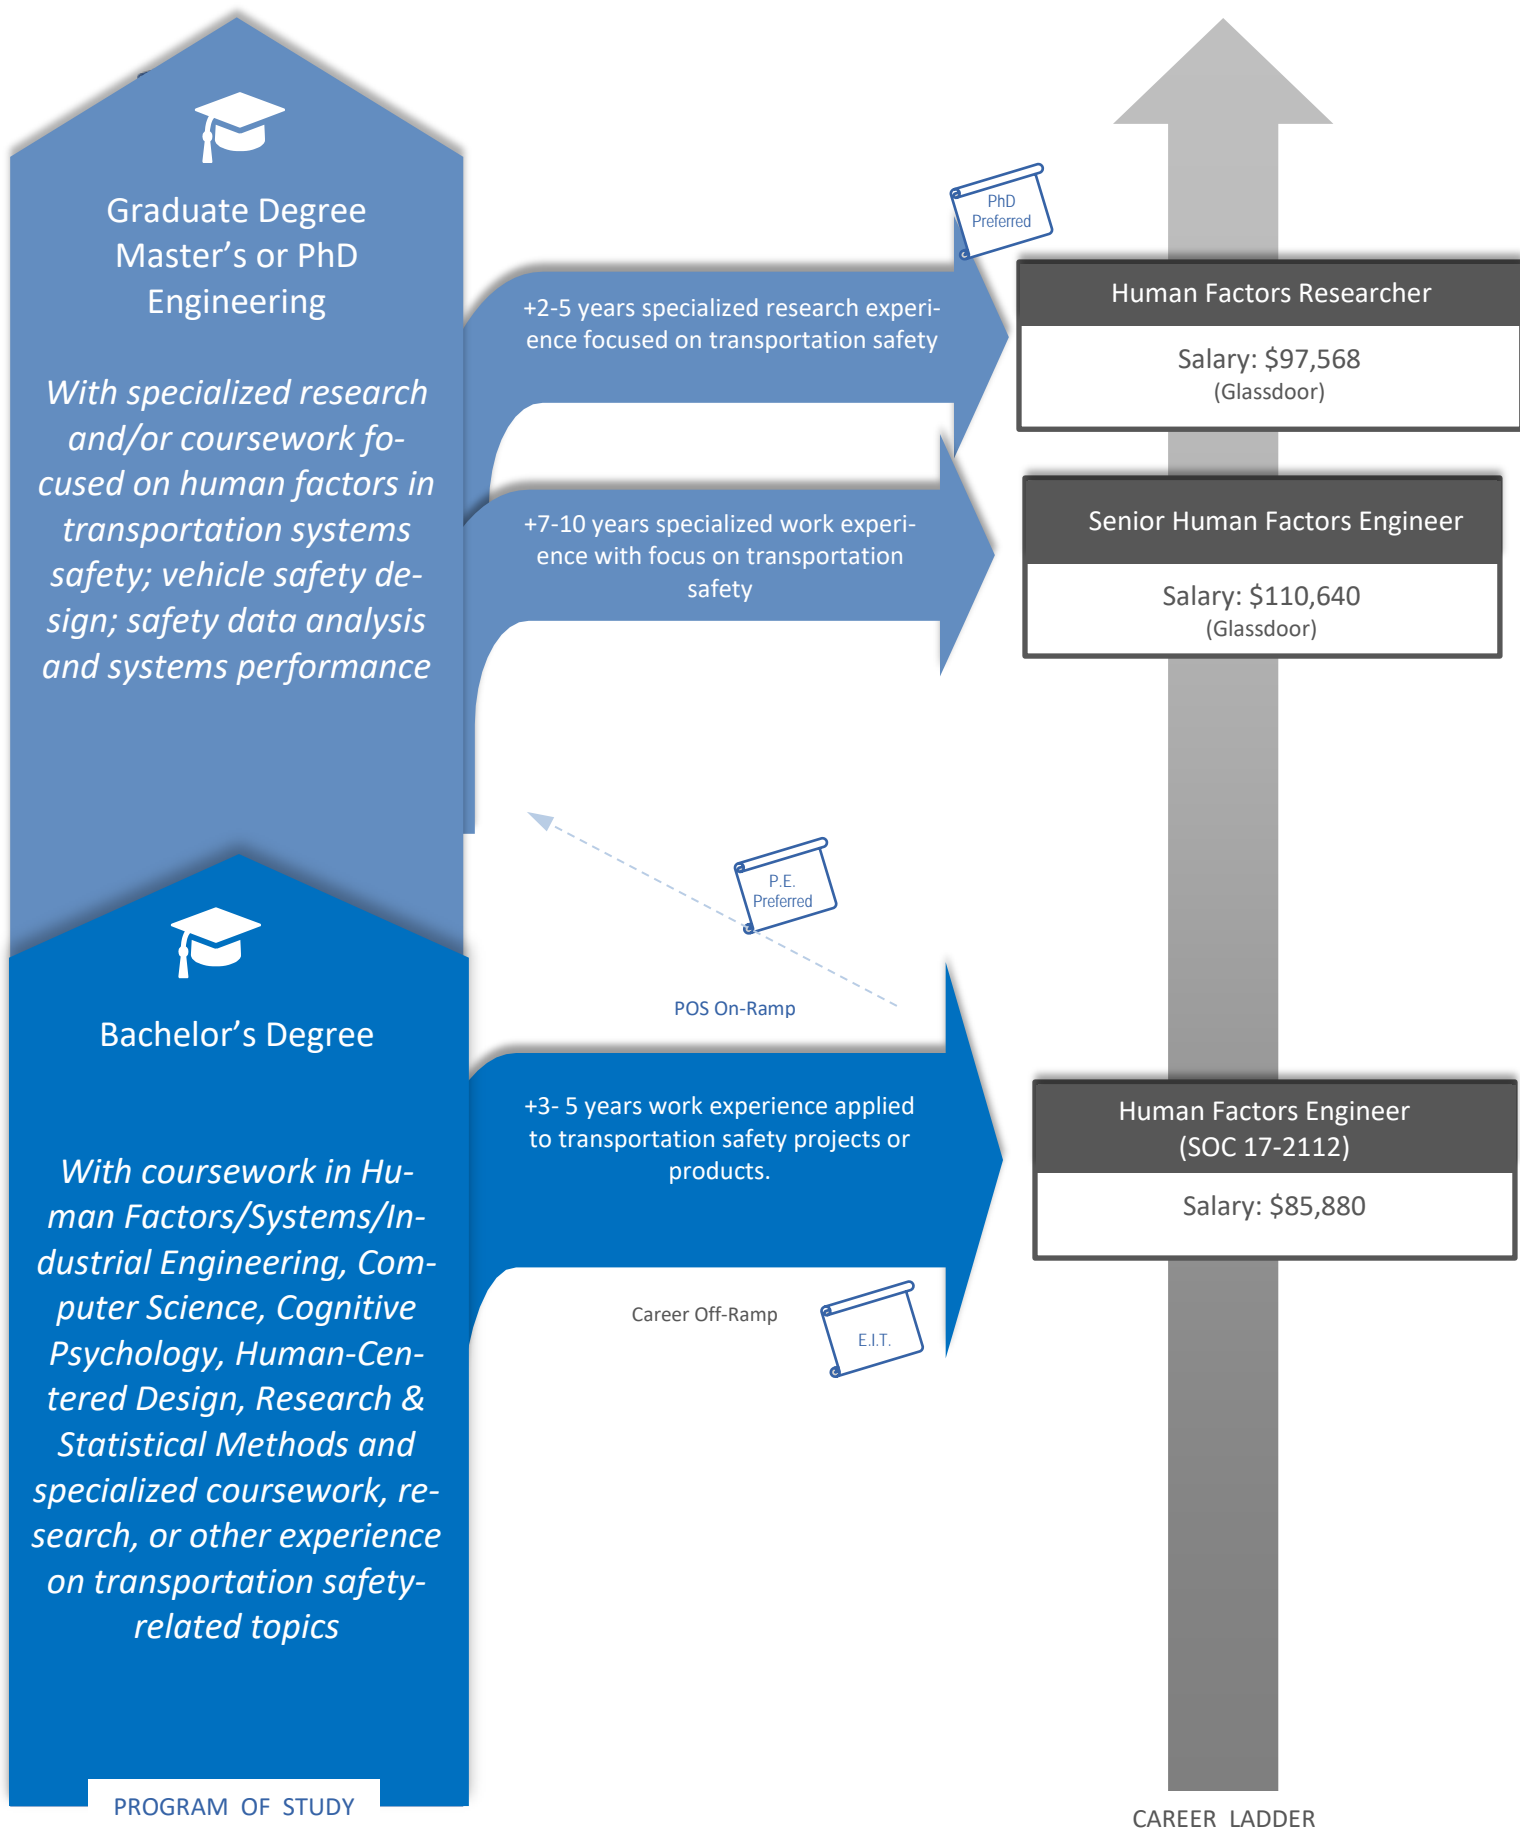 Graduate Degree
Master’s or PhD
Engineering
With specialized research
and/or coursework fo-
cused on human factors in
transportation systems
safety; vehicle safety de-
sign; safety data analysis
and systems performance
PhD
Preferred
+2-5 years specialized research experi-
ence focused on transportation safety
Human Factors Researcher
Salary: $97,568
(Glassdoor)
+7-10 years specialized work experi-
ence with focus on transportation
safety
Senior Human Factors Engineer
Salary: $110,640
(Glassdoor)
P.E.
Preferred
POS On-Ramp
Bachelor’s Degree
With coursework in Hu-
man Factors/Systems/In-
dustrial Engineering, Com-
puter Science, Cognitive
Psychology, Human-Cen-
tered Design, Research &
Statistical Methods and
specialized coursework, re-
search, or other experience
on transportation safety-
related topics
+3- 5 years work experience applied
to transportation safety projects or
products.
Human Factors Engineer
(SOC 17-2112)
Salary: $85,880
Career Off-Ramp
E.I.T.
PROGRAM OF STUDY
CAREER LADDER